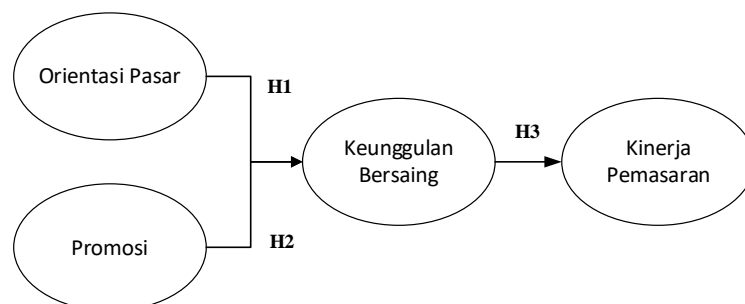 Orientasi Pasar
H1
Keunggulan
Bersaing
H3
Kinerja
Pemasaran
Promosi
H2